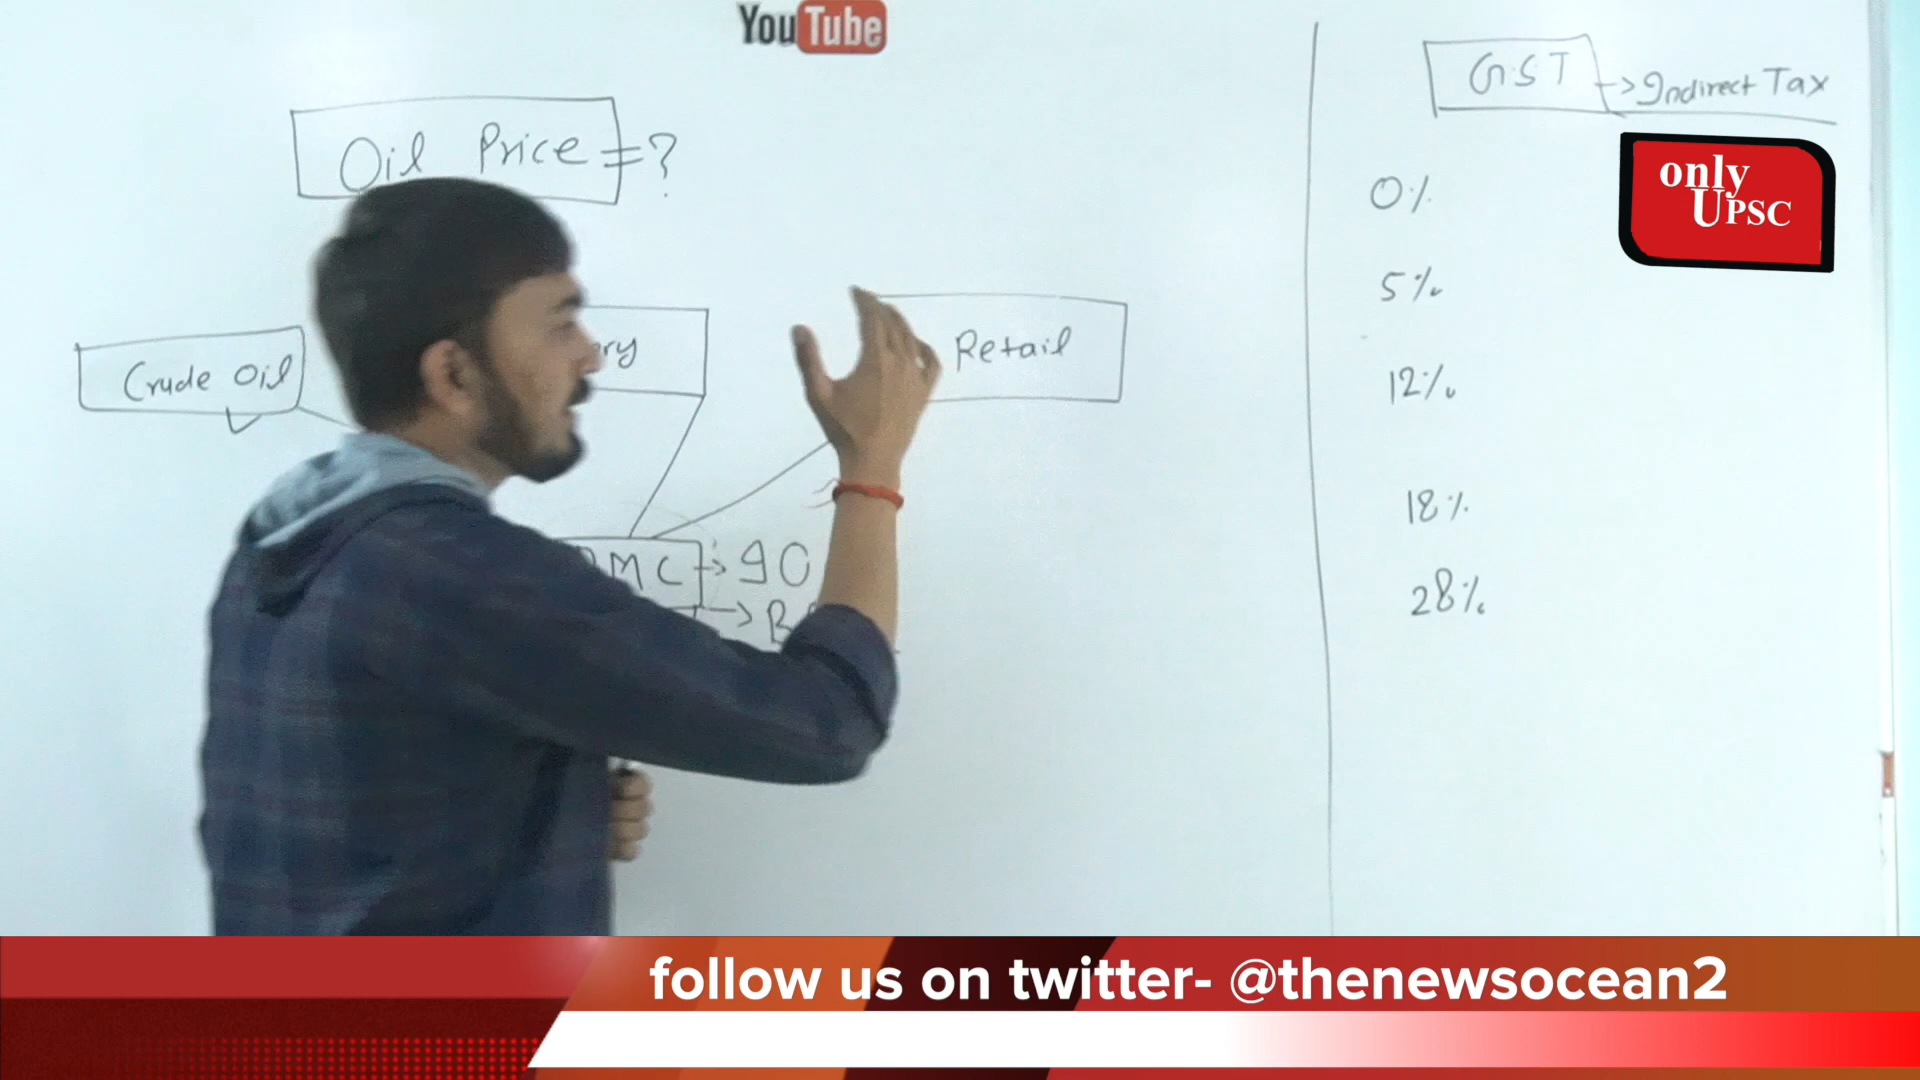 YouTube
Oil Price = ?
Crude Oil
Retail
MC → 90
→
GST → Indirect Tax
only
UPSC
0%
5%
12%
18%
28%
follow us on twitter- @thenewsocean2